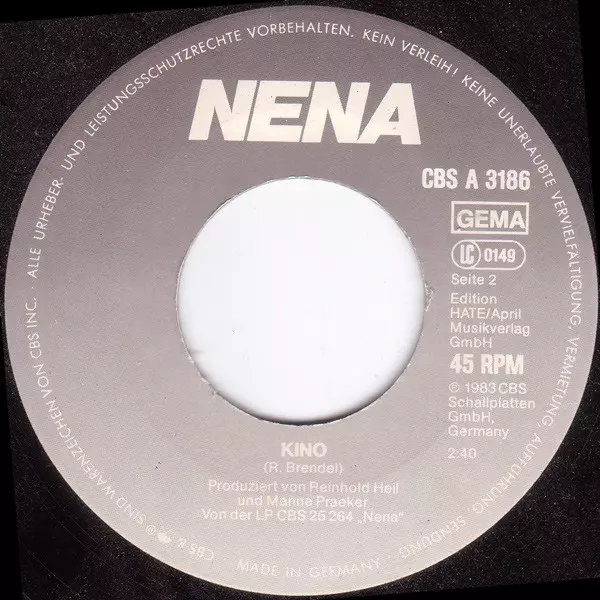 NENA
CBS A 3186
GEMA
LC 0149
Seite 2
Edition
HATE/April
Musikverlag
GmbH
45 RPM
℗ 1983 CBS
Schallplatten
GmbH,
Germany
2:40
KINO
(R. Brendel)
Produziert von Reinhold Heil
und Manne Praeker
Von der LP CBS 25 264 „Nena“
CBS & ℗ SIND WARENZEICHEN VON CBS INC. · ALLE URHEBER- UND LEISTUNGSSCHUTZRECHTE VORBEHALTEN. KEIN VERLEIH! KEINE UNERLAUBTE VERVIELFÄLTIGUNG, VERMIETUNG, AUFFÜHRUNG, SENDUNG.
MADE IN GERMANY ·